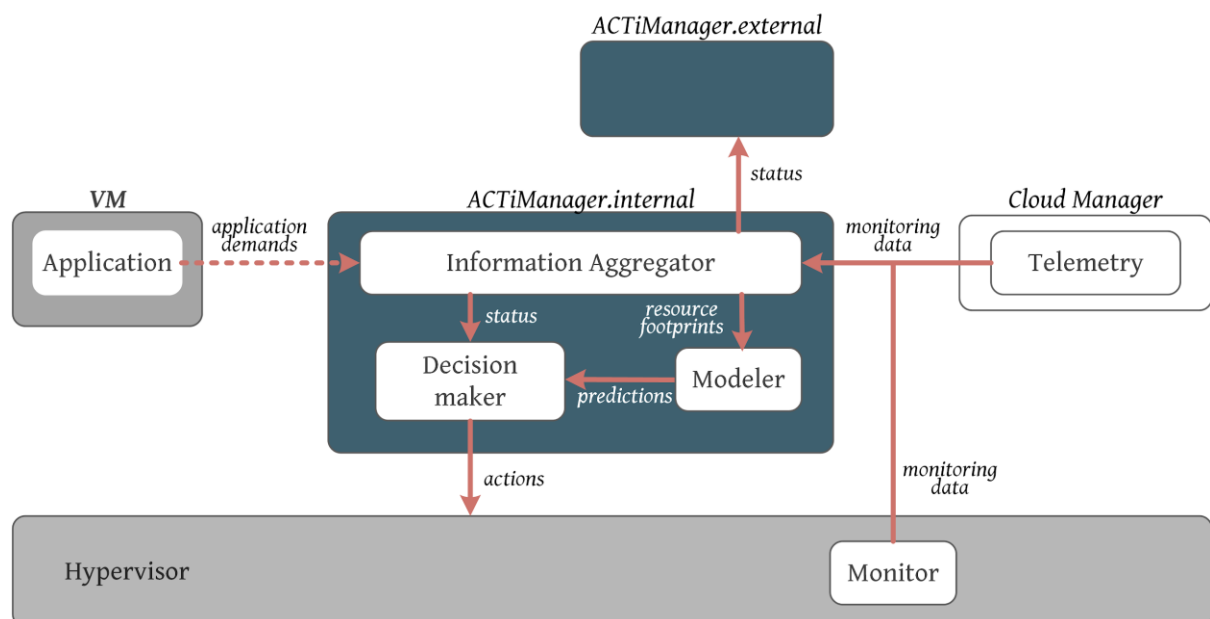 ACTiManager.external
status
VM
ACTiManager.internal
Cloud Manager
application
demands
monitoring
data
Application
Information Aggregator
Telemetry
status
resource
footprints
Decision
maker
Modeler
predictions
actions
monitoring
data
Hypervisor
Monitor